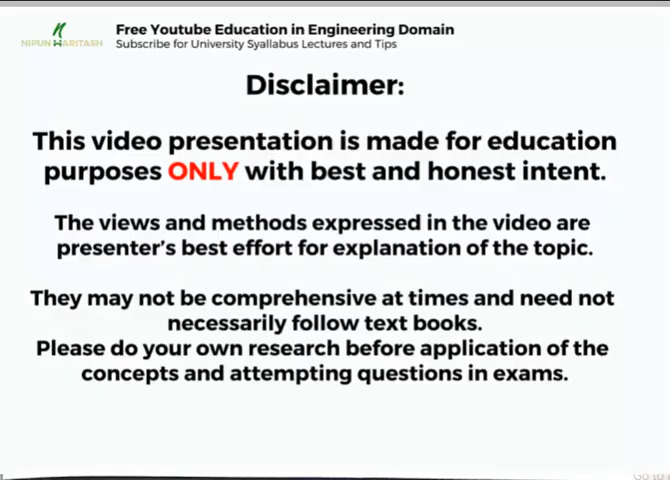 Free Youtube Education in Engineering Domain
NIPUN HARITASH
Subscribe for University Syallabus Lectures and Tips
Disclaimer:
This video presentation is made for education
purposes ONLY with best and honest intent.
The views and methods expressed in the video are
presenter's best effort for explanation of the topic.
They may not be comprehensive at times and need not
necessarily follow text books.
Please do your own research before application of the
concepts and attempting questions in exams.